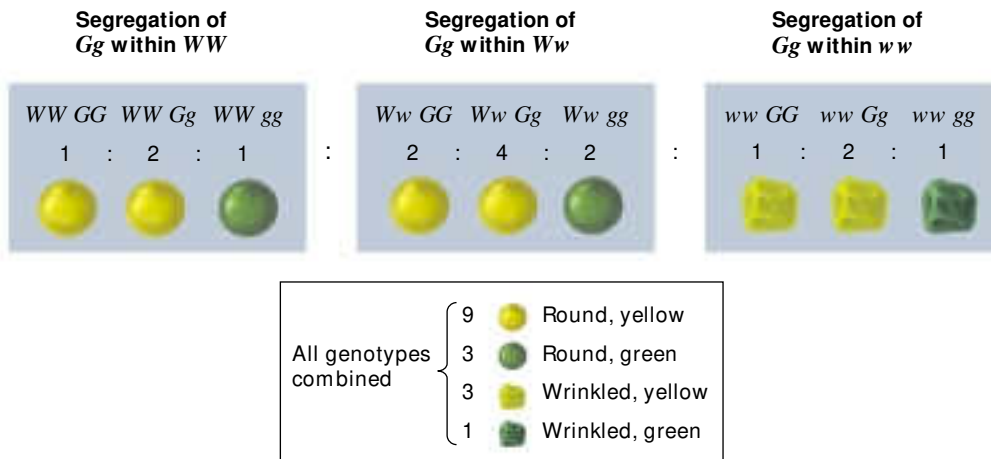 Segregation of
Gg within WW
Segregation of
Gg within Ww
Segregation of
Gg within ww
WW GG WW Gg WW gg
1 : 2 : 1
:
Ww GG Ww Gg Ww gg
2 : 4 : 2
:
ww GG ww Gg ww gg
1 : 2 : 1
All genotypes
combined
9 Round, yellow
3 Round, green
3 Wrinkled, yellow
1 Wrinkled, green